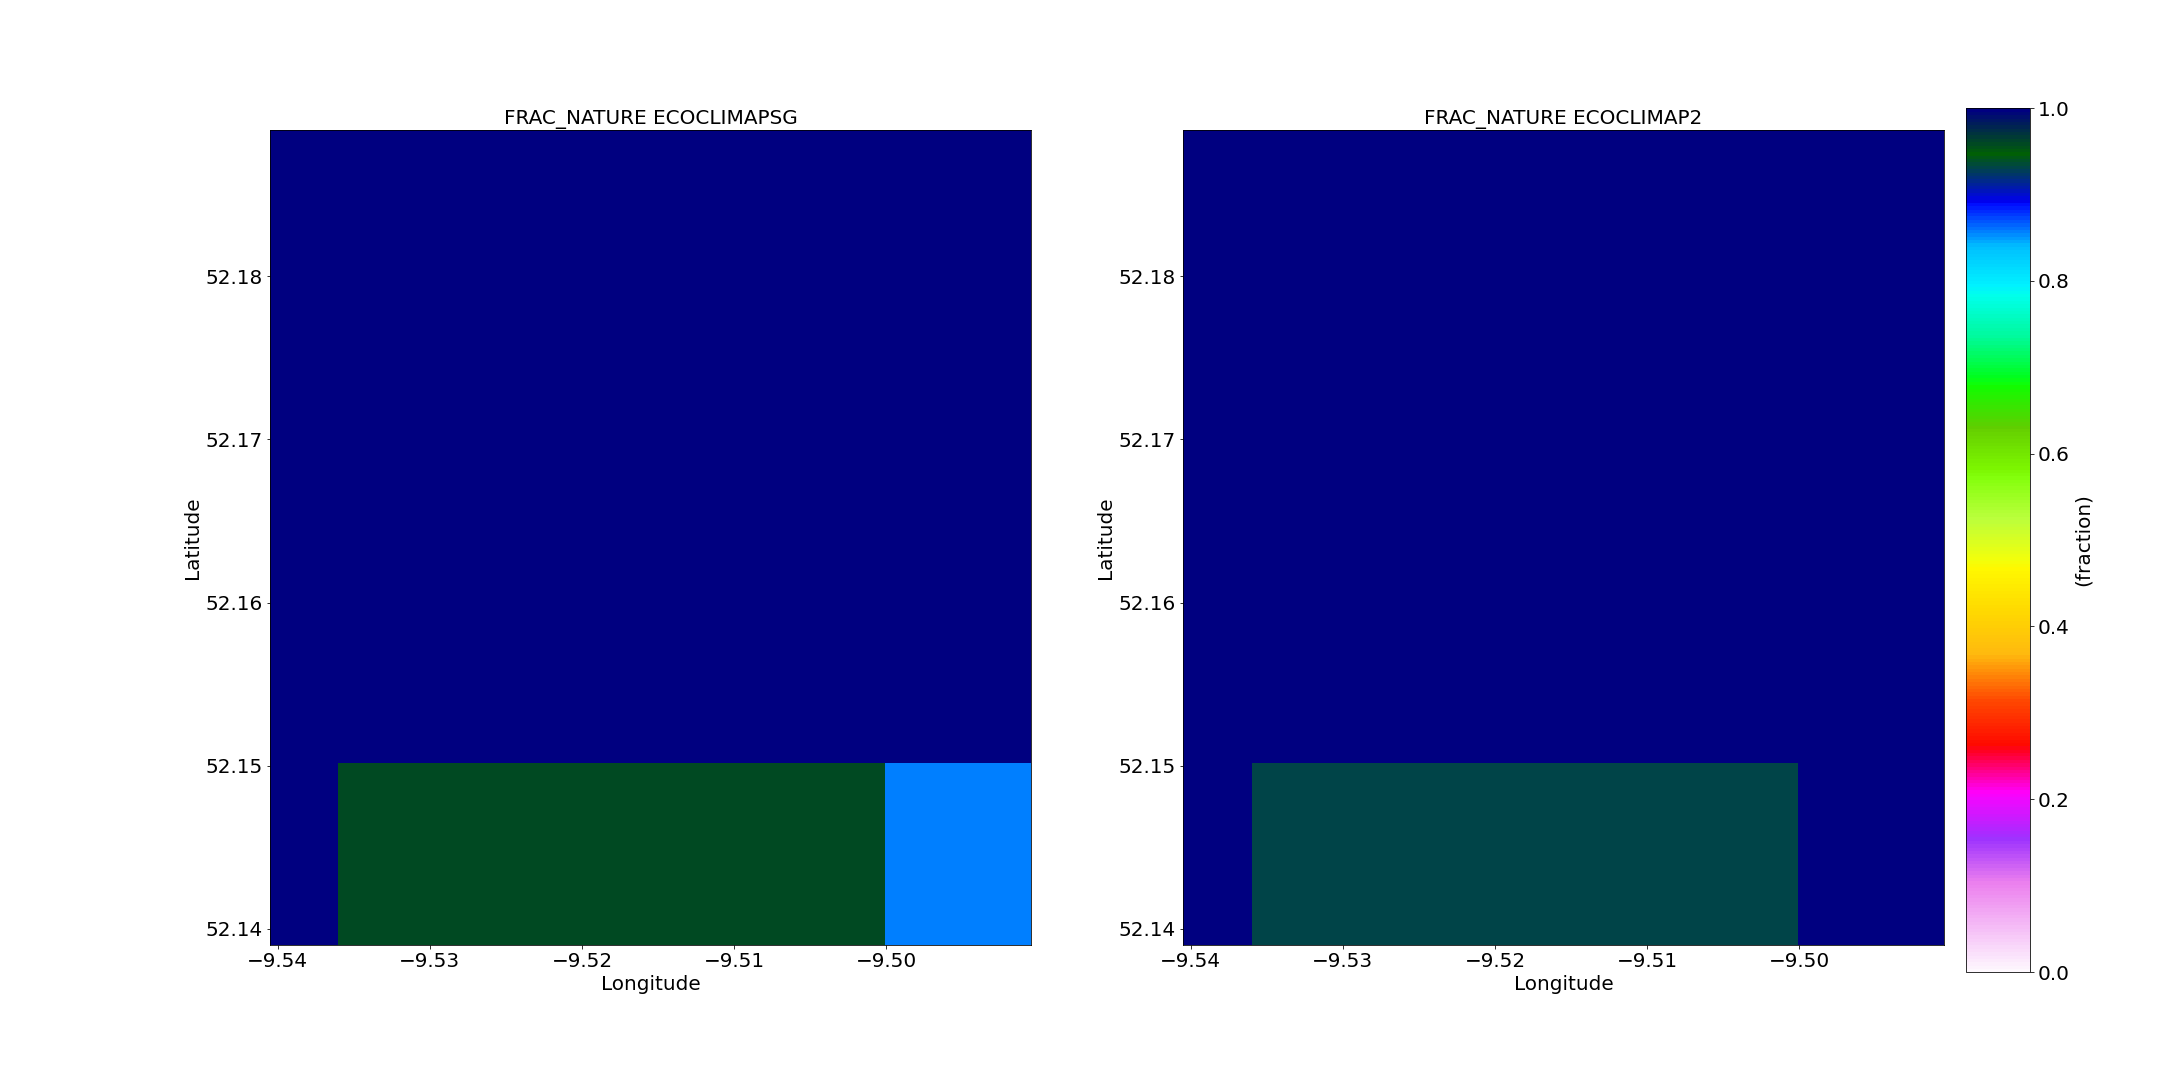 FRAC_NATURE ECOCLIMAPSG
52.18
52.17
52.16
52.15
52.14
Latitude
−9.54 −9.53 −9.52 −9.51 −9.50
Longitude
FRAC_NATURE ECOCLIMAP2
52.18
52.17
52.16
52.15
52.14
Latitude
−9.54 −9.53 −9.52 −9.51 −9.50
Longitude
1.0
0.8
0.6
0.4
0.2
0.0
(fraction)